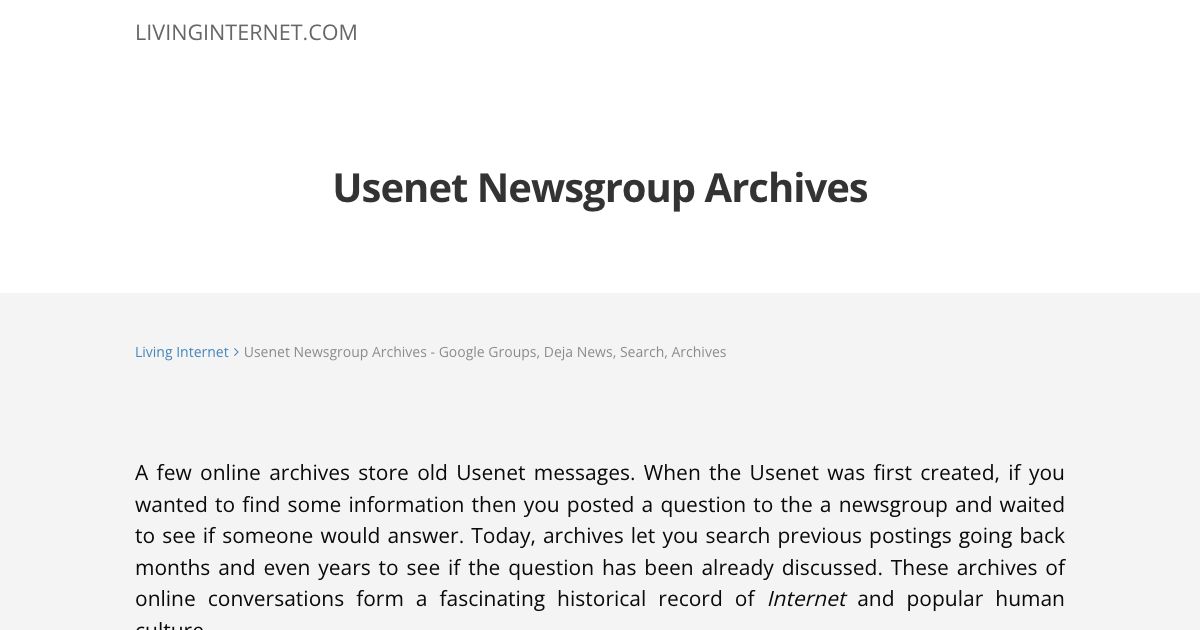 LIVINGINTERNET.COM
Usenet Newsgroup Archives
Living Internet > Usenet Newsgroup Archives - Google Groups, Deja News, Search, Archives
A few online archives store old Usenet messages. When the Usenet was first created, if you
wanted to find some information then you posted a question to the a newsgroup and waited
to see if someone would answer. Today, archives let you search previous postings going back
months and even years to see if the question has been already discussed. These archives of
online conversations form a fascinating historical record of Internet and popular human
culture.